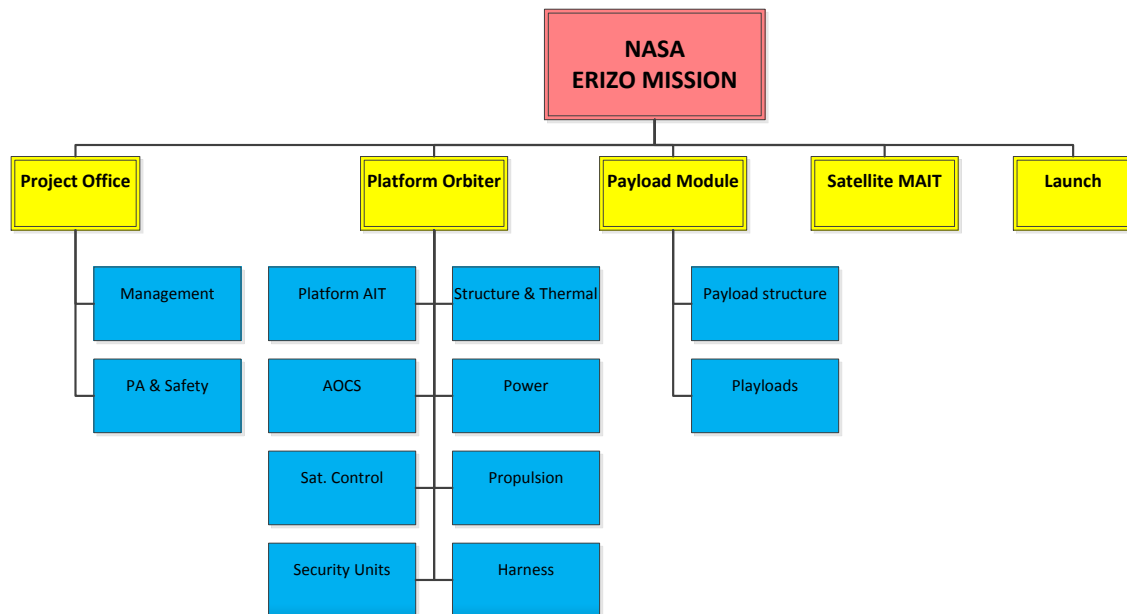 NASA
ERIZO MISSION
Project Office
Platform Orbiter
Payload Module
Satellite MAIT
Launch
Management
Platform AIT
Structure & Thermal
Payload structure
PA & Safety
AOCS
Power
Playloads
Sat. Control
Propulsion
Security Units
Harness